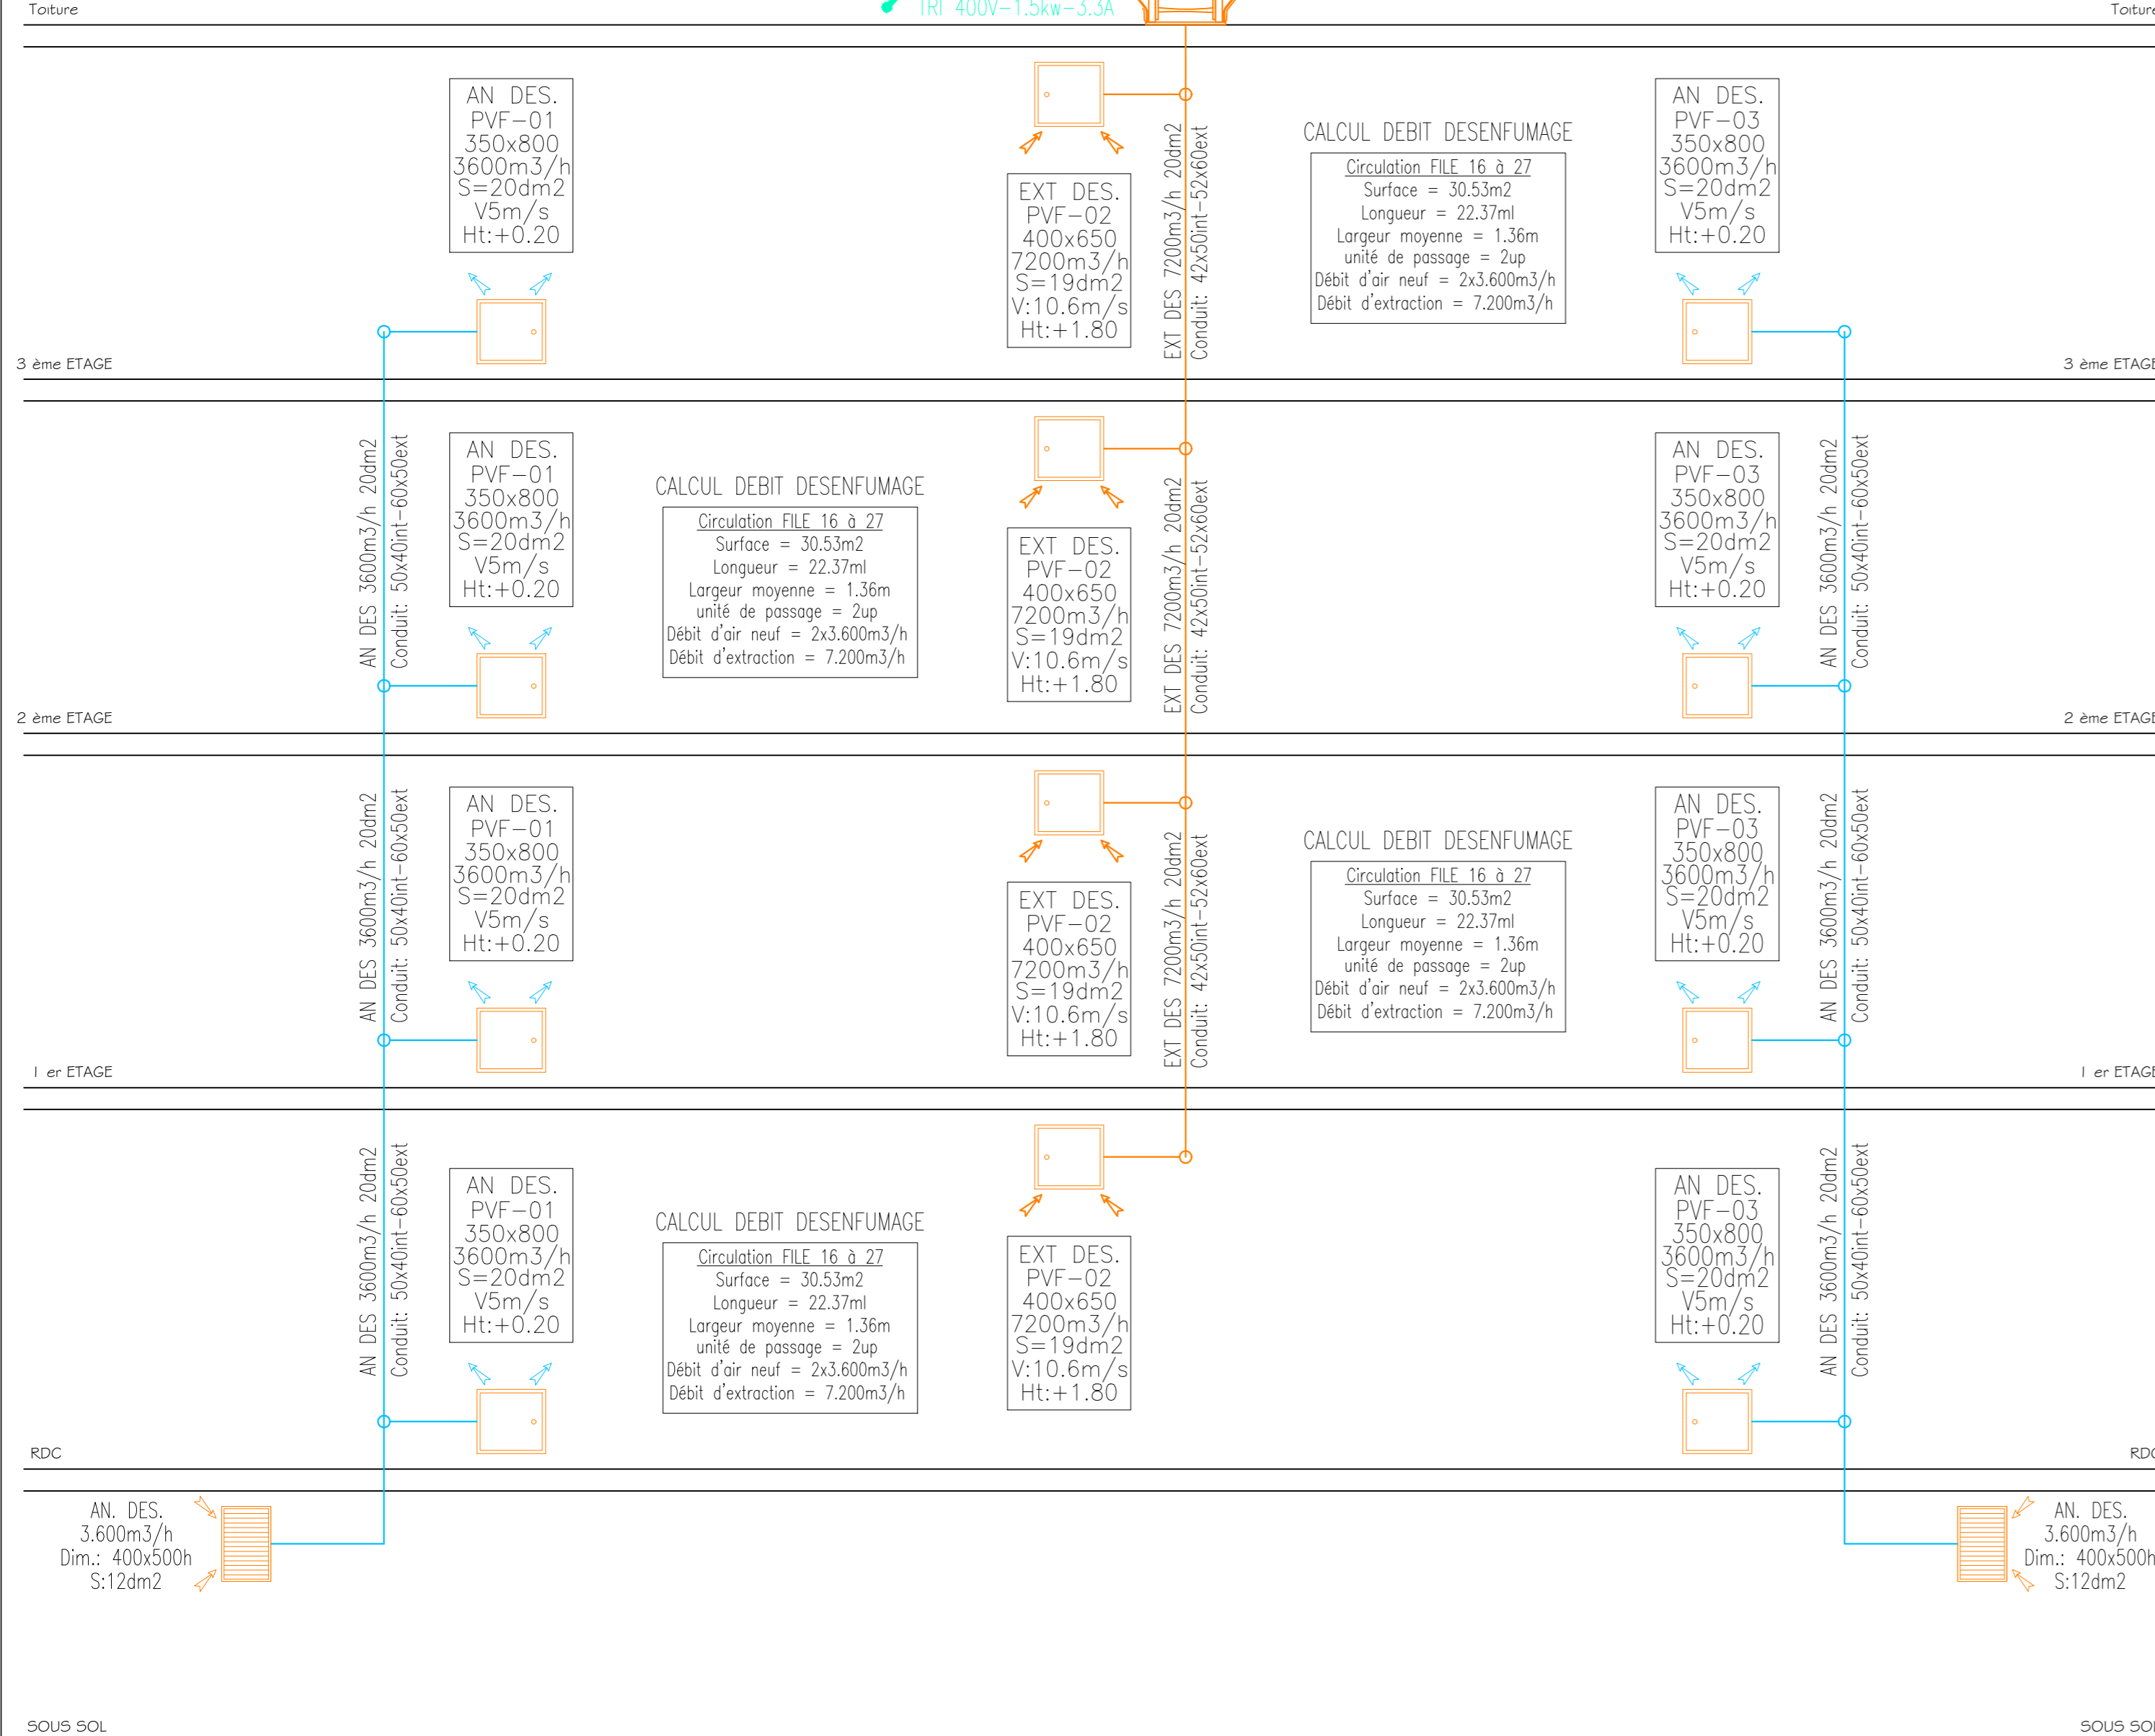 Toiture
TRI 400V-1.5kw-3.3A
Toiture
AN DES.
PVF-01
350x800
3600m3/h
S=20dm2
V5m/s
Ht:+0.20
EXT DES.
PVF-02
400x650
7200m3/h
S=19dm2
V:10.6m/s
Ht:+1.80
EXT DES 7200m3/h 20dm2
Conduit: 42x50int-52x60ext
CALCUL DEBIT DESENFUMAGE
Circulation FILE 16 à 27
Surface = 30.53m2
Longueur = 22.37ml
Largeur moyenne = 1.36m
unité de passage = 2up
Débit d'air neuf = 2x3.600m3/h
Débit d'extraction = 7.200m3/h
AN DES.
PVF-03
350x800
3600m3/h
S=20dm2
V5m/s
Ht:+0.20
3 ème ETAGE
3 ème ETAGE
AN DES 3600m3/h 20dm2
Conduit: 50x40int-60x50ext
AN DES.
PVF-01
350x800
3600m3/h
S=20dm2
V5m/s
Ht:+0.20
CALCUL DEBIT DESENFUMAGE
Circulation FILE 16 à 27
Surface = 30.53m2
Longueur = 22.37ml
Largeur moyenne = 1.36m
unité de passage = 2up
Débit d'air neuf = 2x3.600m3/h
Débit d'extraction = 7.200m3/h
EXT DES.
PVF-02
400x650
7200m3/h
S=19dm2
V:10.6m/s
Ht:+1.80
EXT DES 7200m3/h 20dm2
Conduit: 42x50int-52x60ext
AN DES.
PVF-03
350x800
3600m3/h
S=20dm2
V5m/s
Ht:+0.20
AN DES 3600m3/h 20dm2
Conduit: 50x40int-60x50ext
2 ème ETAGE
2 ème ETAGE
AN DES 3600m3/h 20dm2
Conduit: 50x40int-60x50ext
AN DES.
PVF-01
350x800
3600m3/h
S=20dm2
V5m/s
Ht:+0.20
EXT DES.
PVF-02
400x650
7200m3/h
S=19dm2
V:10.6m/s
Ht:+1.80
EXT DES 7200m3/h 20dm2
Conduit: 42x50int-52x60ext
CALCUL DEBIT DESENFUMAGE
Circulation FILE 16 à 27
Surface = 30.53m2
Longueur = 22.37ml
Largeur moyenne = 1.36m
unité de passage = 2up
Débit d'air neuf = 2x3.600m3/h
Débit d'extraction = 7.200m3/h
AN DES.
PVF-03
350x800
3600m3/h
S=20dm2
V5m/s
Ht:+0.20
AN DES 3600m3/h 20dm2
Conduit: 50x40int-60x50ext
1 er ETAGE
1 er ETAGE
AN DES 3600m3/h 20dm2
Conduit: 50x40int-60x50ext
AN DES.
PVF-01
350x800
3600m3/h
S=20dm2
V5m/s
Ht:+0.20
CALCUL DEBIT DESENFUMAGE
Circulation FILE 16 à 27
Surface = 30.53m2
Longueur = 22.37ml
Largeur moyenne = 1.36m
unité de passage = 2up
Débit d'air neuf = 2x3.600m3/h
Débit d'extraction = 7.200m3/h
EXT DES.
PVF-02
400x650
7200m3/h
S=19dm2
V:10.6m/s
Ht:+1.80
AN DES.
PVF-03
350x800
3600m3/h
S=20dm2
V5m/s
Ht:+0.20
AN DES 3600m3/h 20dm2
Conduit: 50x40int-60x50ext
RDC
RDC
AN. DES.
3.600m3/h
Dim.: 400x500h
S:12dm2
AN. DES.
3.600m3/h
Dim.: 400x500h
S:12dm2
SOUS SOL
SOUS SOL